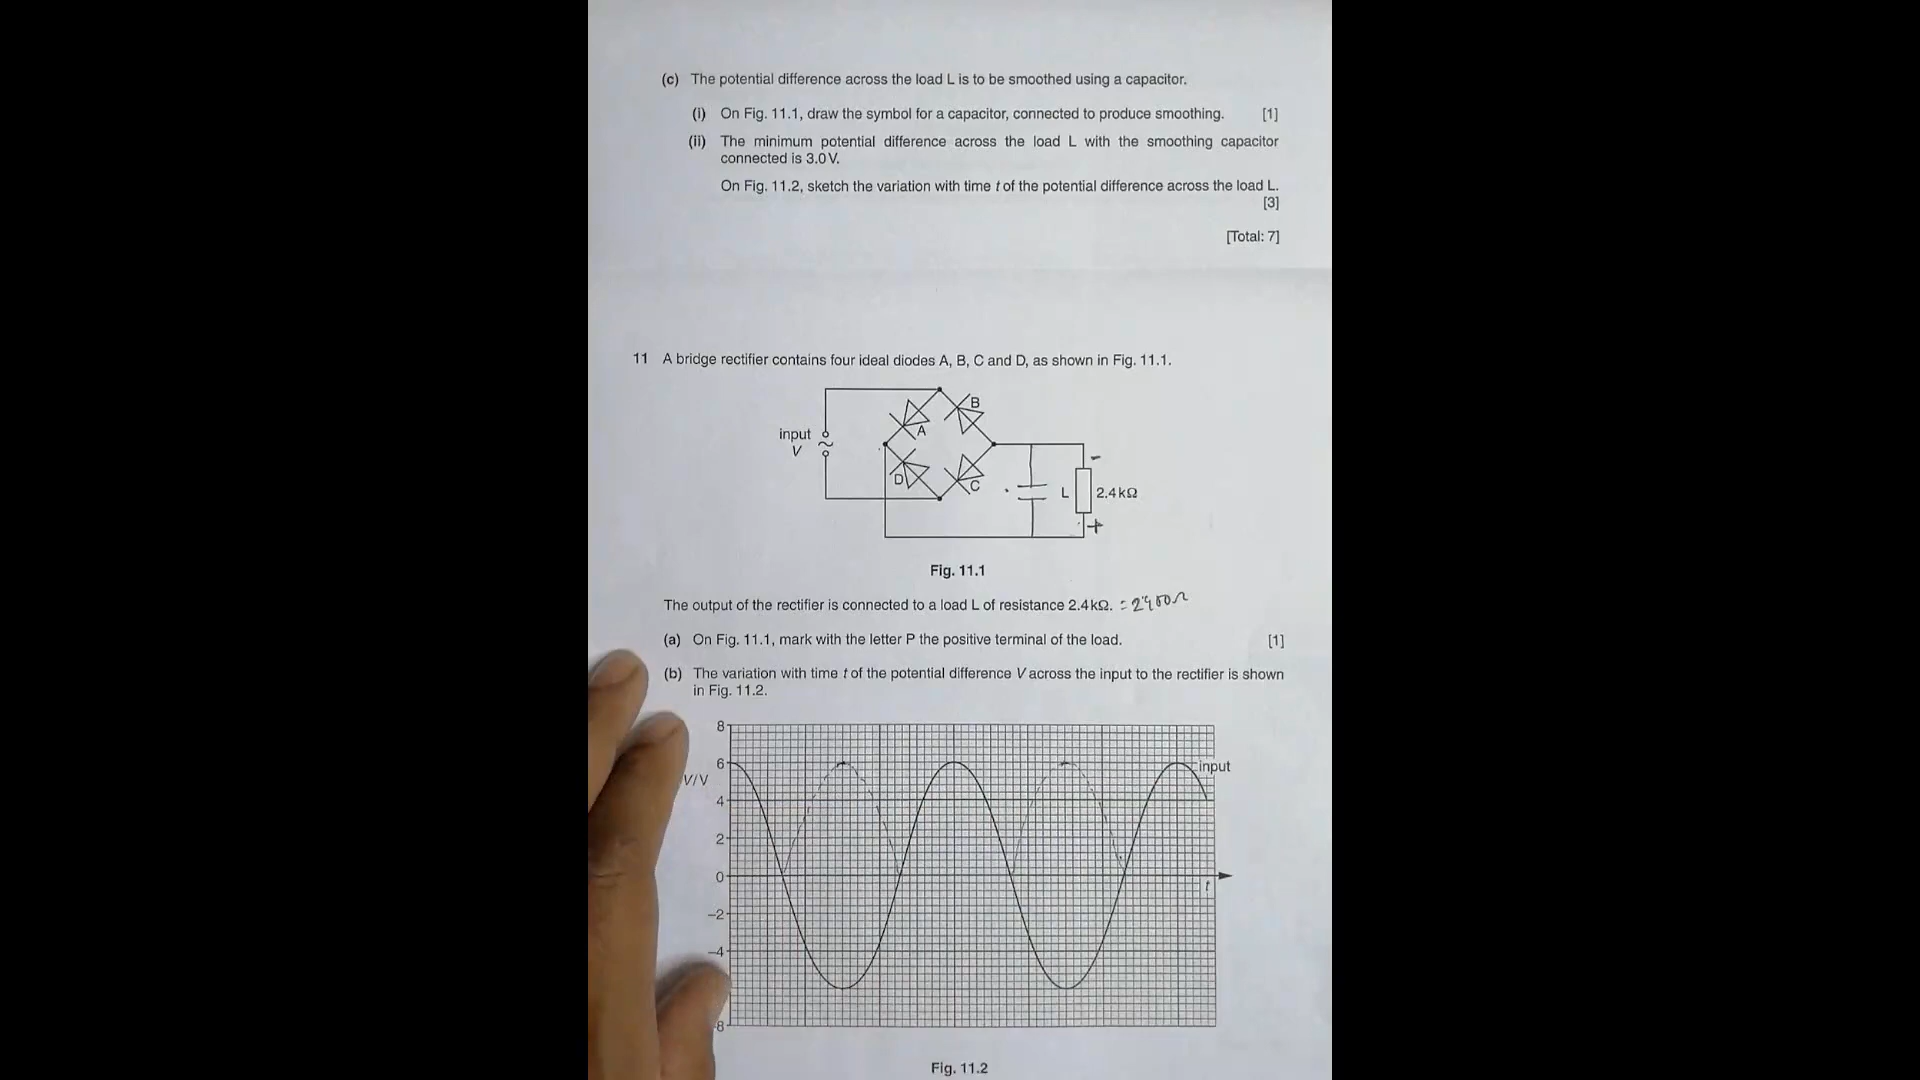 (c) The potential difference across the load L is to be smoothed using a capacitor.
(i) On Fig. 11.1, draw the symbol for a capacitor, connected to produce smoothing. [1]
(ii) The minimum potential difference across the load L with the smoothing capacitor
connected is 3.0 V.
On Fig. 11.2, sketch the variation with time t of the potential difference across the load L.
[3]
[Total: 7]
11 A bridge rectifier contains four ideal diodes A, B, C and D, as shown in Fig. 11.1.
B
A
input
V
D
C
-
L
2.4 kΩ
+
Fig. 11.1
The output of the rectifier is connected to a load L of resistance 2.4 kΩ. = 2400Ω
(a) On Fig. 11.1, mark with the letter P the positive terminal of the load. [1]
(b) The variation with time t of the potential difference V across the input to the rectifier is shown
in Fig. 11.2.
8
6
input
V/V
4
2
0
t
–2
–4
–8
Fig. 11.2